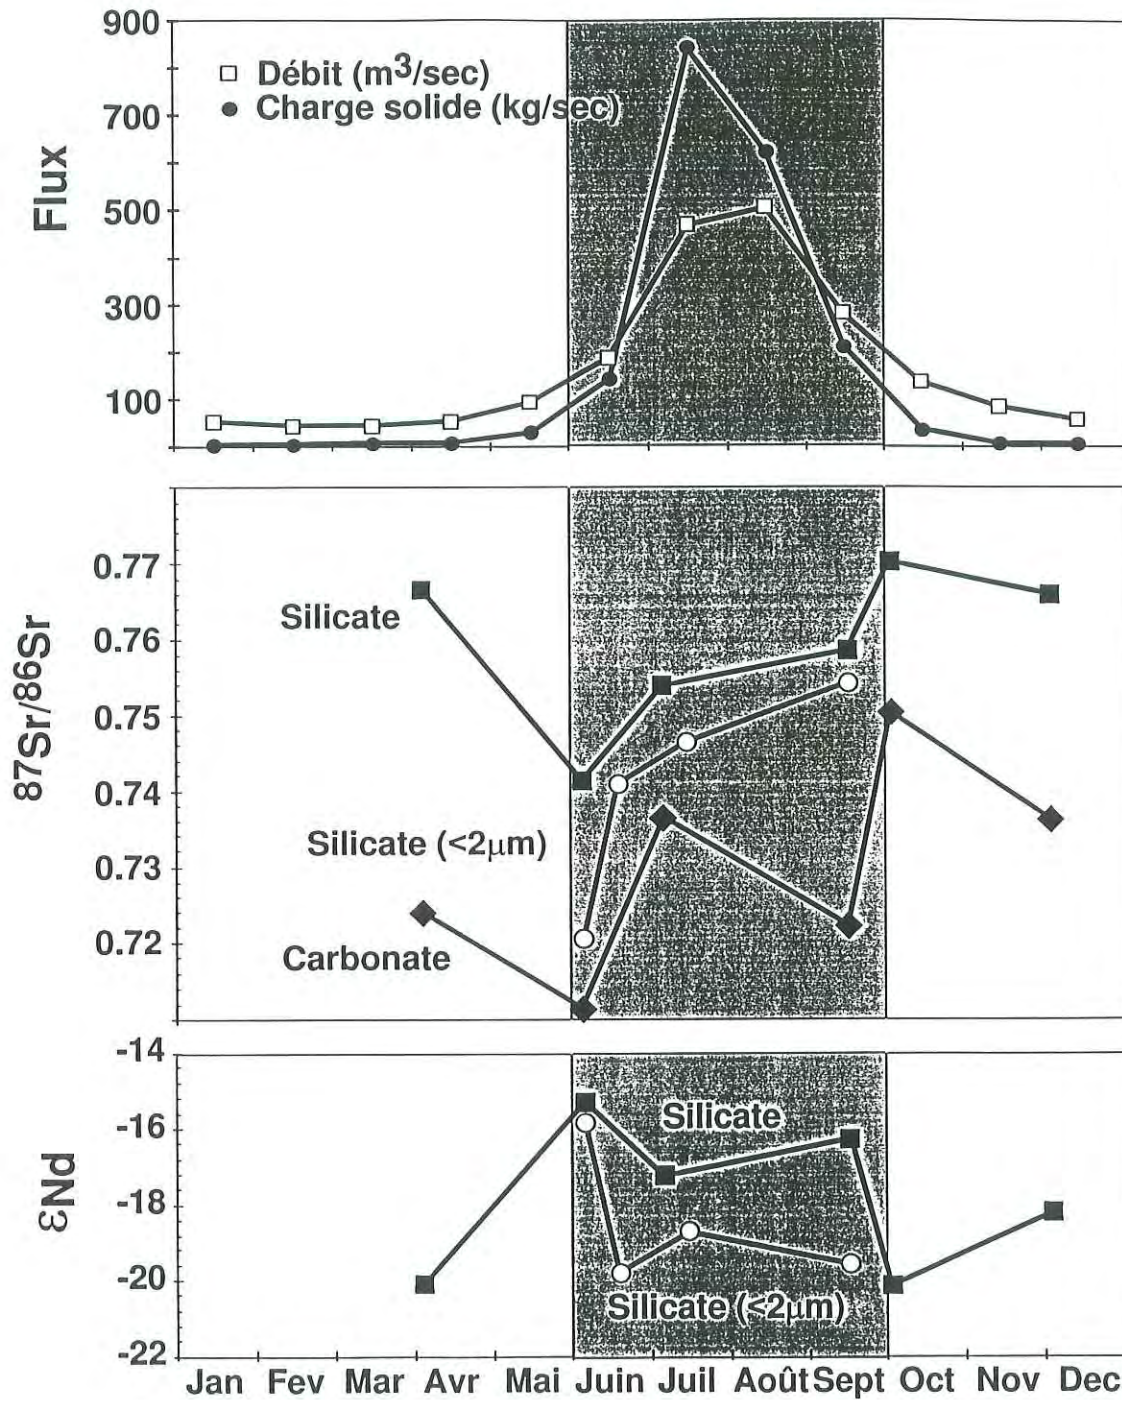 900
700
500
300
100
Flux
Débit (m3/sec)
Charge solide (kg/sec)
0.77
0.76
0.75
0.74
0.73
0.72
87Sr/86Sr
Silicate
Silicate (<2μm)
Carbonate
-14
-16
-18
-20
-22
εNd
Silicate
Silicate (<2μm)
Jan Fev Mar Avr Mai Juin Juil Août Sept Oct Nov Dec